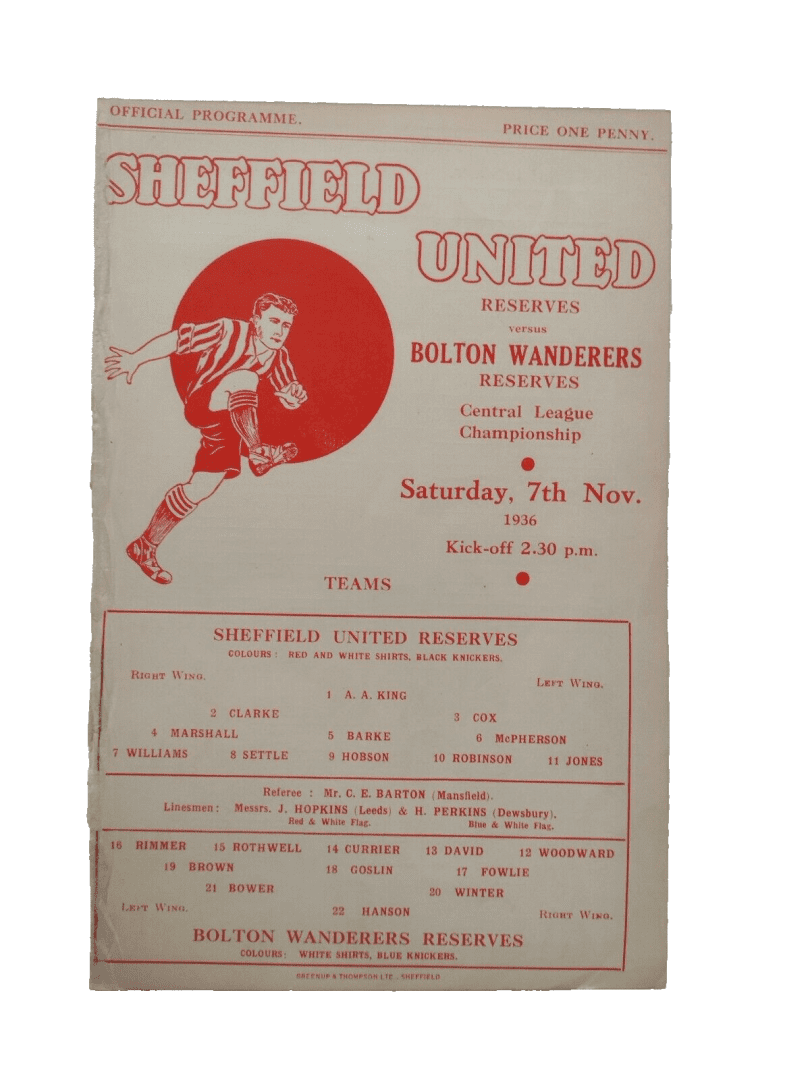 OFFICIAL PROGRAMME.
PRICE ONE PENNY.
SHEFFIELD
UNITED
RESERVES
versus
BOLTON WANDERERS
RESERVES
Central League
Championship
Saturday, 7th Nov.
1936
Kick-off 2.30 p.m.
TEAMS
SHEFFIELD UNITED RESERVES
COLOURS: RED AND WHITE SHIRTS, BLACK KNICKERS.
RIGHT WING. LEFT WING.
1 A. A. KING
2 CLARKE 3 COX
4 MARSHALL 5 BARKE 6 McPHERSON
7 WILLIAMS 8 SETTLE 9 HOBSON 10 ROBINSON 11 JONES
Referee : Mr. C. E. BARTON (Mansfield).
Linesmen: Messrs. J. HOPKINS (Leeds) & H. PERKINS (Dewsbury).
Red & White Flag. Blue & White Flag.
16 RIMMER 15 ROTHWELL 14 CURRIER 13 DAVID 12 WOODWARD
19 BROWN 18 GOSLIN 17 FOWLIE
21 BOWER 20 WINTER
LEFT WING. 22 HANSON RIGHT WING.
BOLTON WANDERERS RESERVES
COLOURS: WHITE SHIRTS, BLUE KNICKERS.
GREENUP & THOMPSON LTD., SHEFFIELD